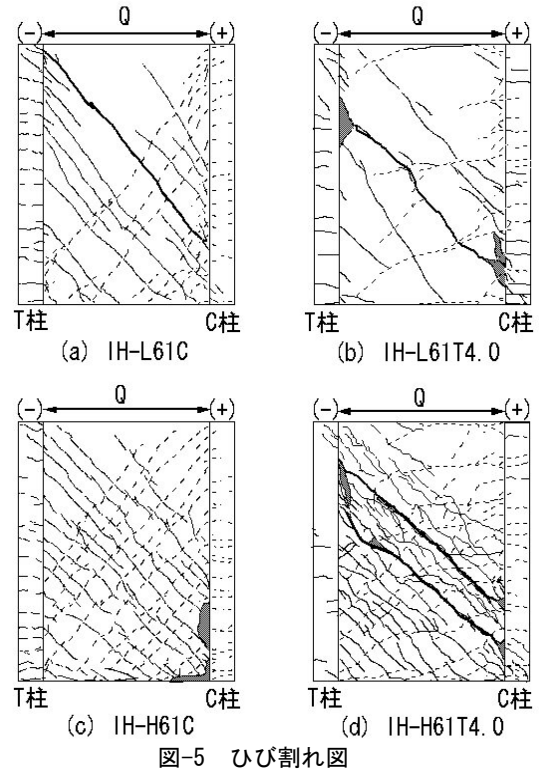 Q Q
(-) (+) (-) (+)
T柱 C柱 T柱 C柱
(a) IH-L61C (b) IH-L61T4.0
Q Q
(-) (+) (-) (+)
T柱 C柱 T柱 C柱
(c) IH-H61C (d) IH-H61T4.0
図-5 ひび割れ図